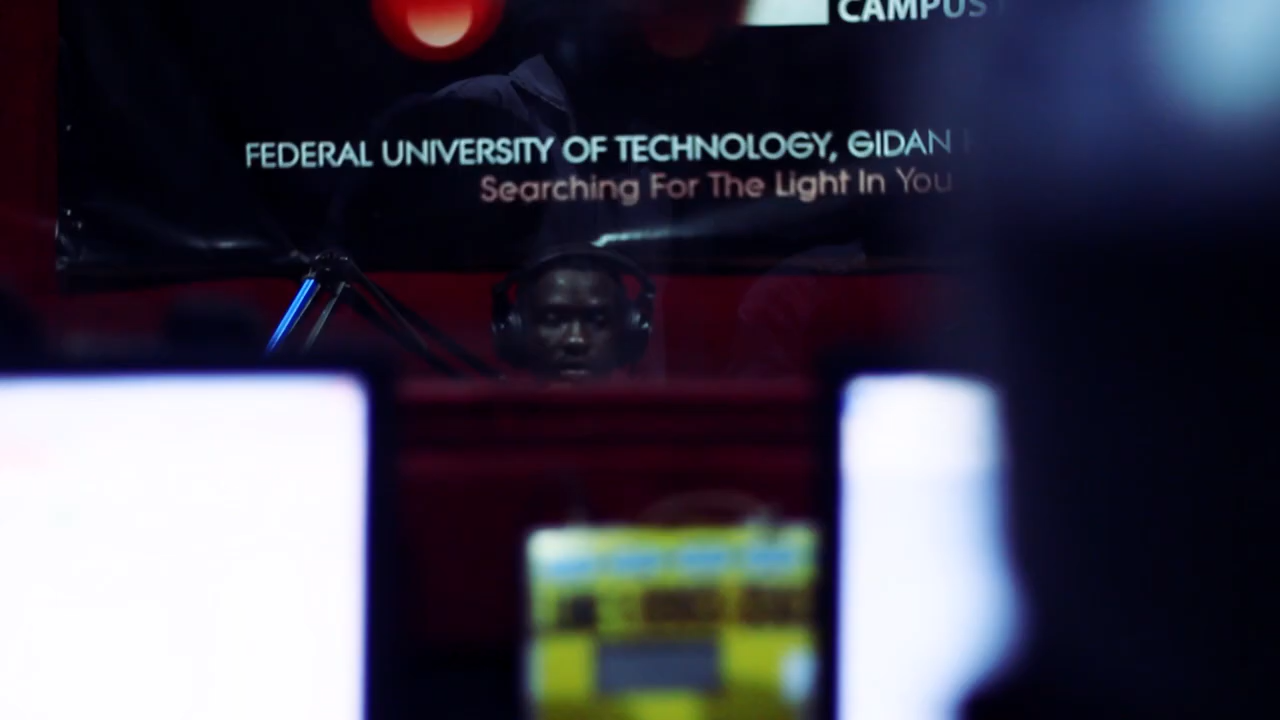 CAMPUS
FEDERAL UNIVERSITY OF TECHNOLOGY, GIDAN
Searching For The Light In You